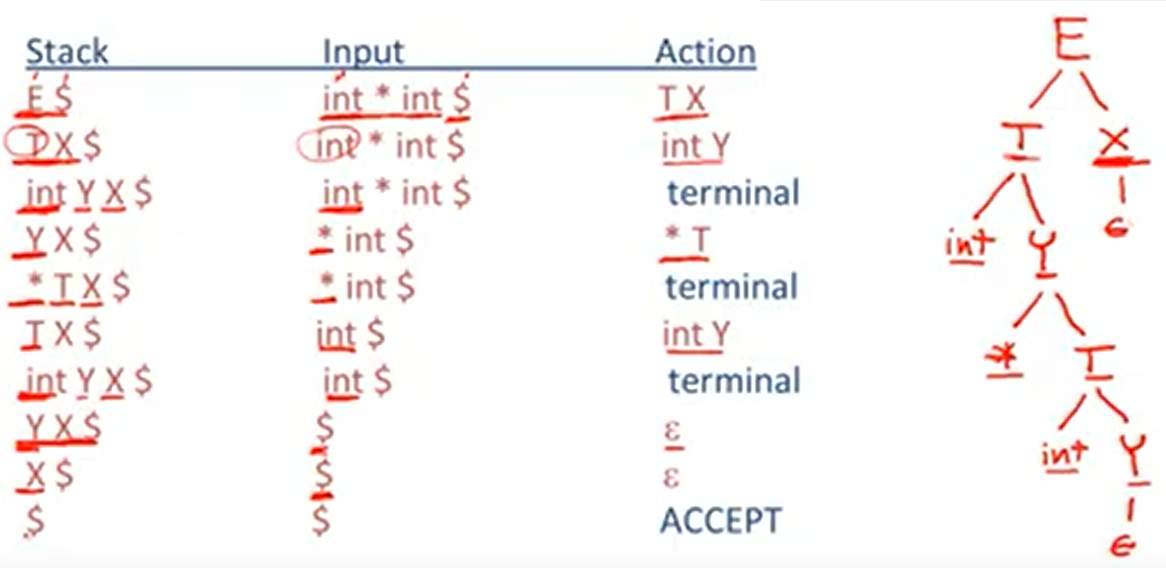 Stack Input Action
E $ int * int $ T X
T X $ int * int $ int Y
int Y X $ int * int $ terminal
Y X $ * int $ * T
* T X $ * int $ terminal
T X $ int $ int Y
int Y X $ int $ terminal
Y X $ $ ε
X $ $ ε
$ $ ACCEPT
E
T X
int Y ϵ
* T
int Y
ϵ